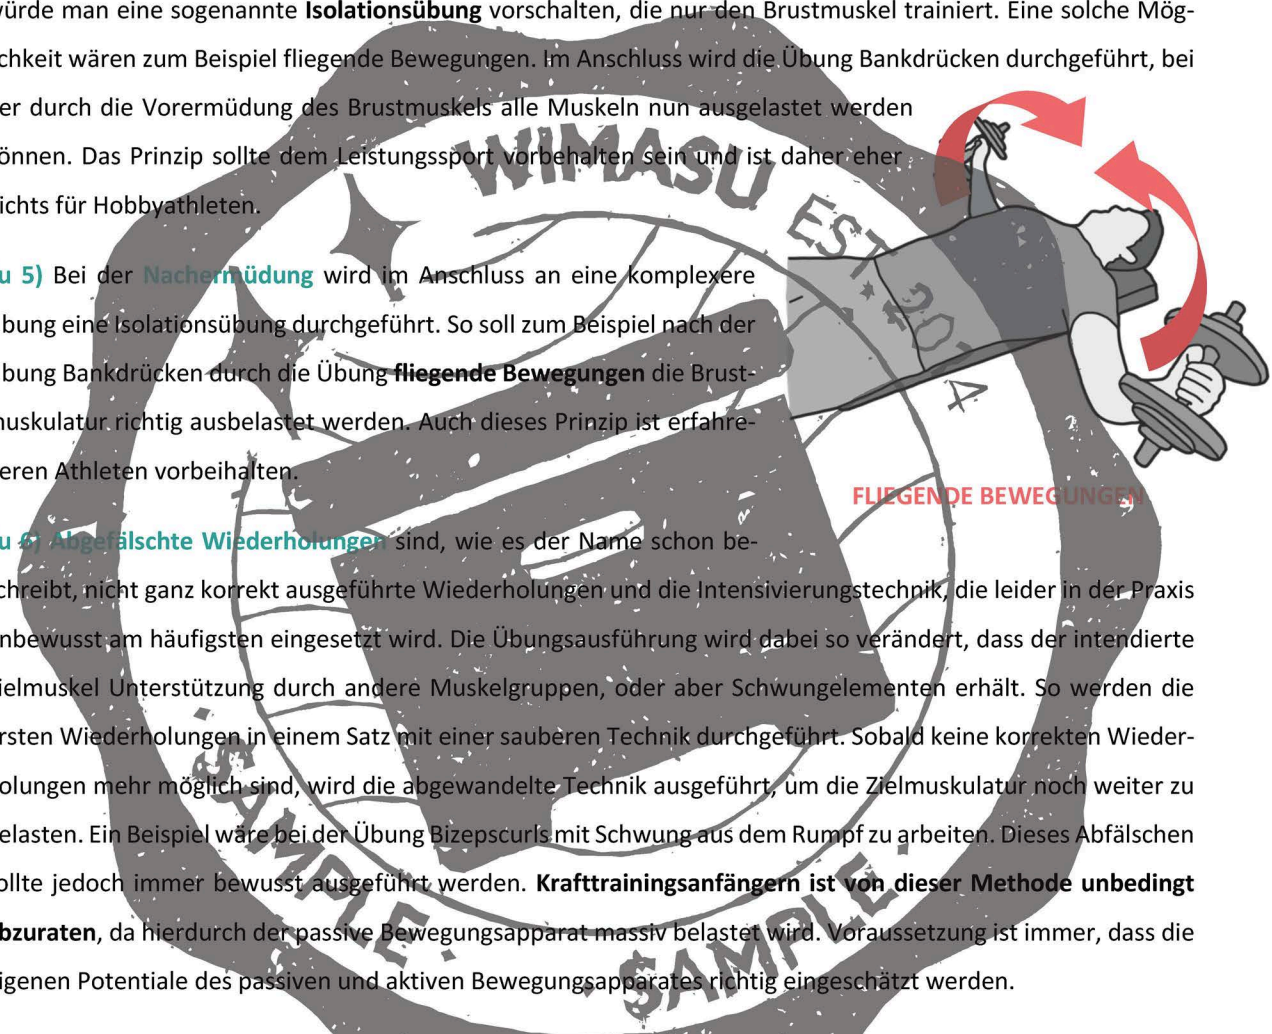 würde man eine sogenannte Isolationsübung vorschalten, die nur den Brustmuskel trainiert. Eine solche Mög-
chkeit wären zum Beispiel fliegende Bewegungen. Im Anschluss wird die Übung Bankdrücken durchgeführt, bei
er durch die Vorermüdung des Brustmuskels alle Muskeln nun ausgelastet werden
önnen. Das Prinzip sollte dem Leistungssport vorbehalten sein und ist daher eher
ichts für Hobbyathleten.
u 5) Bei der Nachermüdung wird im Anschluss an eine komplexere
bung eine Isolationsübung durchgeführt. So soll zum Beispiel nach der
bung Bankdrücken durch die Übung fliegende Bewegungen die Brust-
muskulatur richtig ausbelastet werden. Auch dieses Prinzip ist erfahre-
eren Athleten vorbeihalten.
FLIEGENDE BEWEGUNGEN
u 6) Abgefälschte Wiederholungen sind, wie es der Name schon be-
chreibt, nicht ganz korrekt ausgeführte Wiederholungen und die Intensivierungstechnik, die leider in der Praxis
nbewusst am häufigsten eingesetzt wird. Die Übungsausführung wird dabei so verändert, dass der intendierte
ielmuskel Unterstützung durch andere Muskelgruppen, oder aber Schwungelementen erhält. So werden die
rsten Wiederholungen in einem Satz mit einer sauberen Technik durchgeführt. Sobald keine korrekten Wieder-
olungen mehr möglich sind, wird die abgewandelte Technik ausgeführt, um die Zielmuskulatur noch weiter zu
elasten. Ein Beispiel wäre bei der Übung Bizepscurls mit Schwung aus dem Rumpf zu arbeiten. Dieses Abfälschen
ollte jedoch immer bewusst ausgeführt werden. Krafttrainingsanfängern ist von dieser Methode unbedingt
bzuraten, da hierdurch der passive Bewegungsapparat massiv belastet wird. Voraussetzung ist immer, dass die
igenen Potentiale des passiven und aktiven Bewegungsapparates richtig eingeschätzt werden.
WIMASU
EST.
SAMPLE · SAMPLE ·